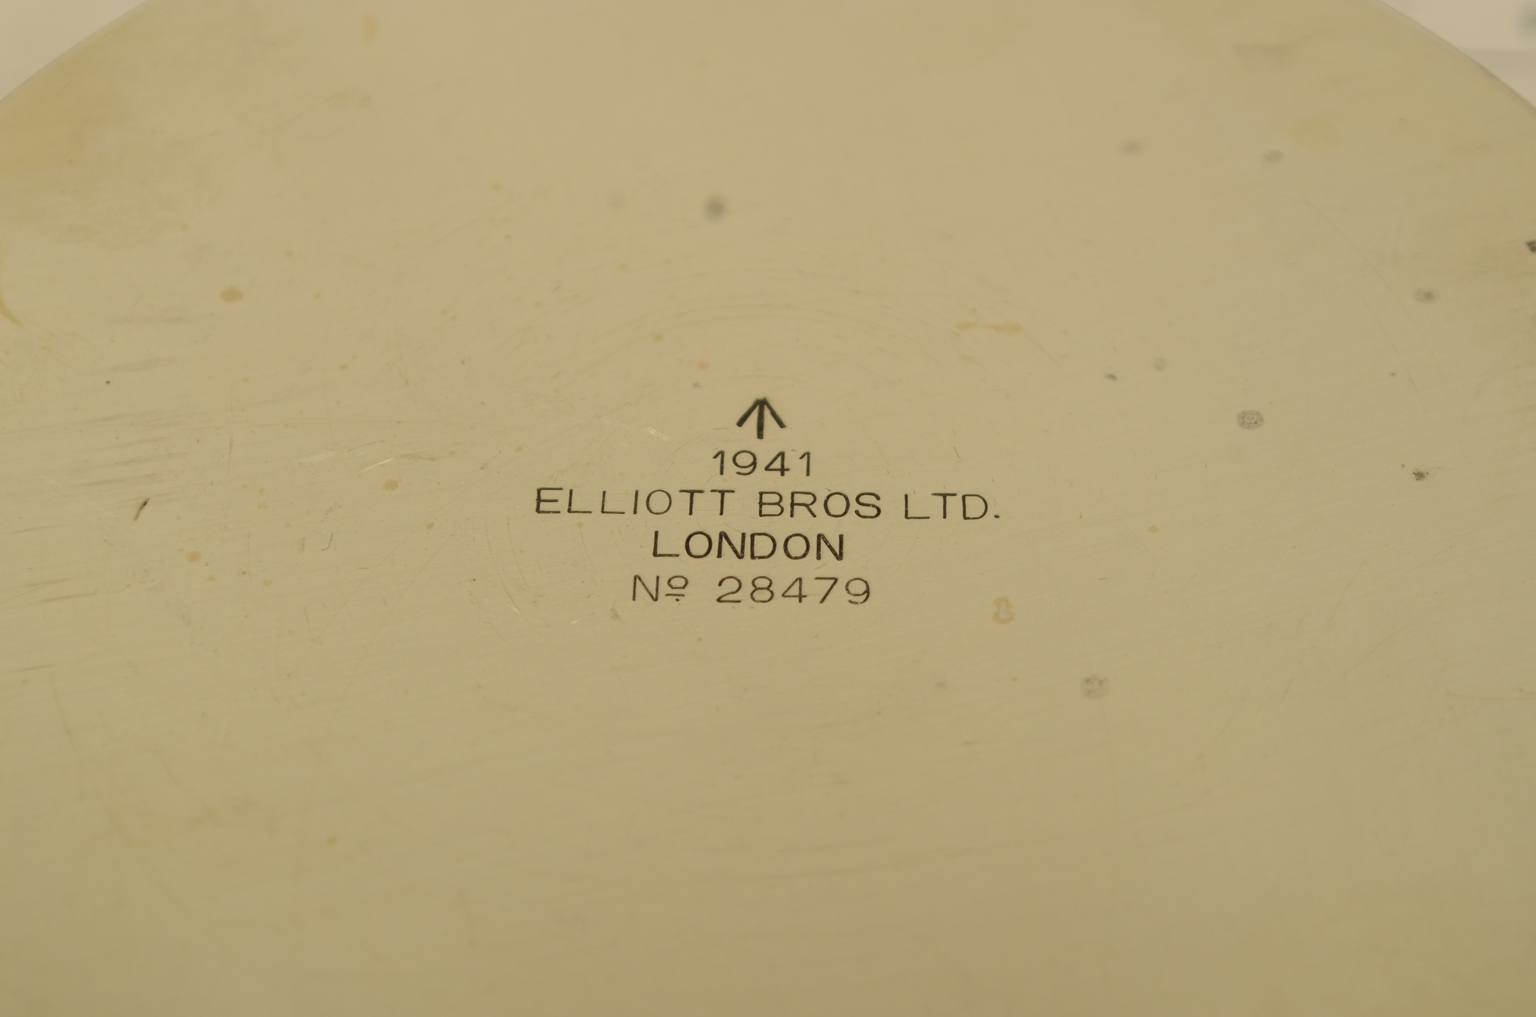 1941
ELLIOTT BROS LTD.
LONDON
Nº 28479